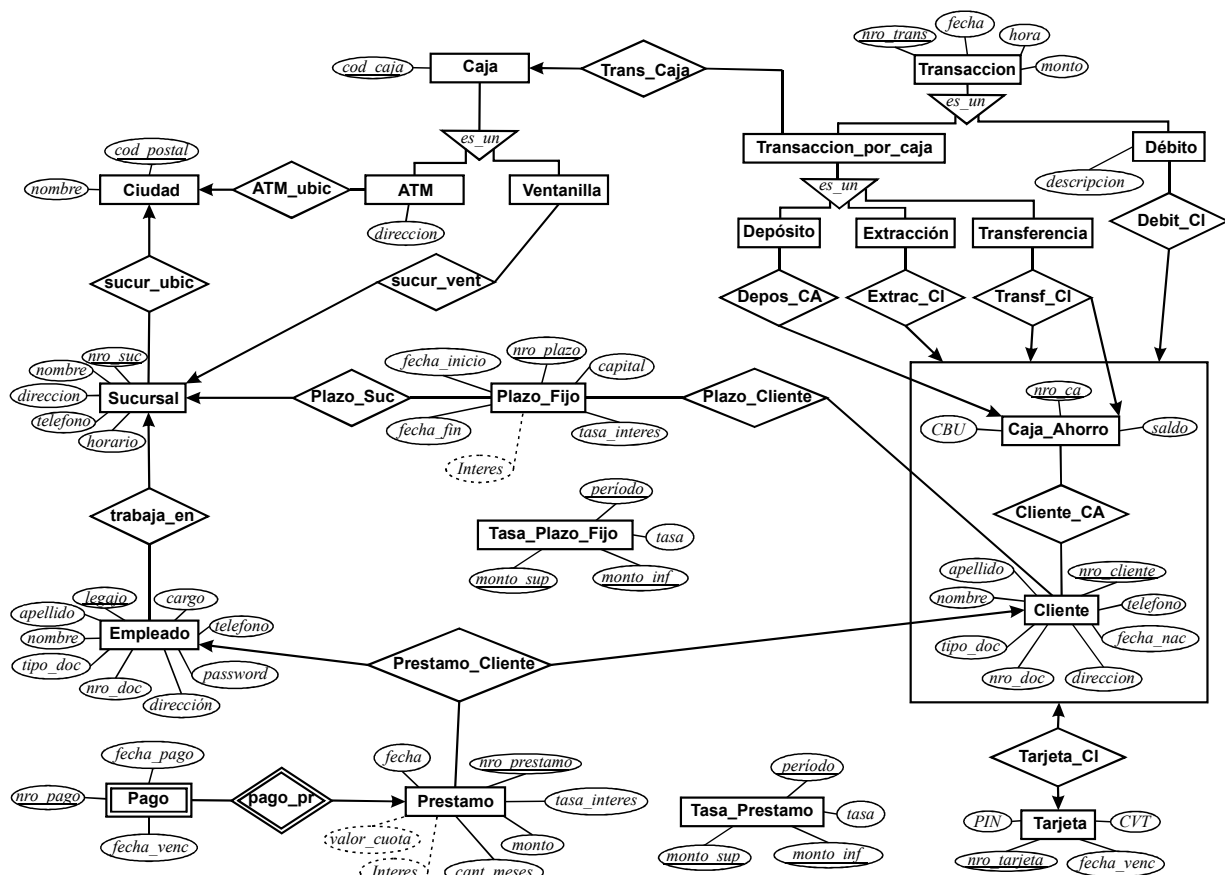 fecha
nro_trans
hora
Caja
cod_caja
Trans_Caja
Transaccion
monto
es_un
es_un
cod_postal
Transaccion_por_caja
Débito
nombre
Ciudad
ATM_ubic
ATM
Ventanilla
es_un
descripcion
direccion
Depósito
Extracción
Transferencia
Debit_Cl
sucur_ubic
sucur_vent
Depos_CA
Extrac_Cl
Transf_Cl
nro_suc
nombre
fecha_inicio
nro_plazo
capital
direccion
Sucursal
Plazo_Suc
Plazo_Fijo
Plazo_Cliente
nro_ca
telefono
horario
fecha_fin
tasa_interes
CBU
Caja_Ahorro
saldo
Interes
período
trabaja_en
Tasa_Plazo_Fijo
tasa
Cliente_CA
monto_sup
monto_inf
apellido
nro_cliente
legajo
cargo
nombre
Cliente
telefono
apellido
telefono
nombre
Empleado
tipo_doc
fecha_nac
tipo_doc
password
Prestamo_Cliente
nro_doc
direccion
nro_doc
dirección
fecha_pago
fecha
nro_prestamo
período
Tarjeta_Cl
nro_pago
Pago
pago_pr
Prestamo
tasa_interes
Tasa_Prestamo
tasa
PIN
Tarjeta
CVT
fecha_venc
valor_cuota
monto
monto_sup
monto_inf
nro_tarjeta
fecha_venc
Interes
cant_meses